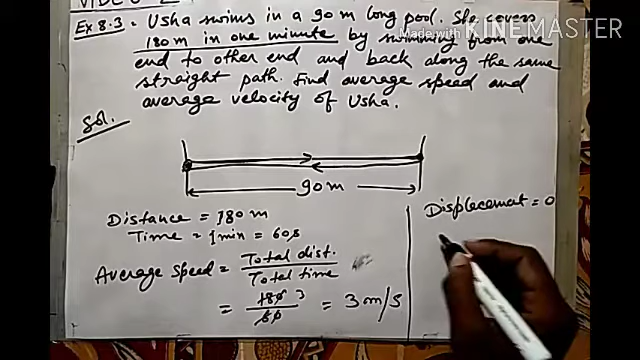 Ex 8.3 = Usha swims in a 90 m long pool. She covers
180 m in one minute by swimming from one
end to other end and back along the same
straight path. Find average speed and
average velocity of Usha.
Made with KINEMASTER
Sol.
90 m
Distance = 180 m
Time = 1 min = 60s
Average Speed = Total dist. / Total time
= 180 3 / 60 = 3 m/s
Displacemat = 0